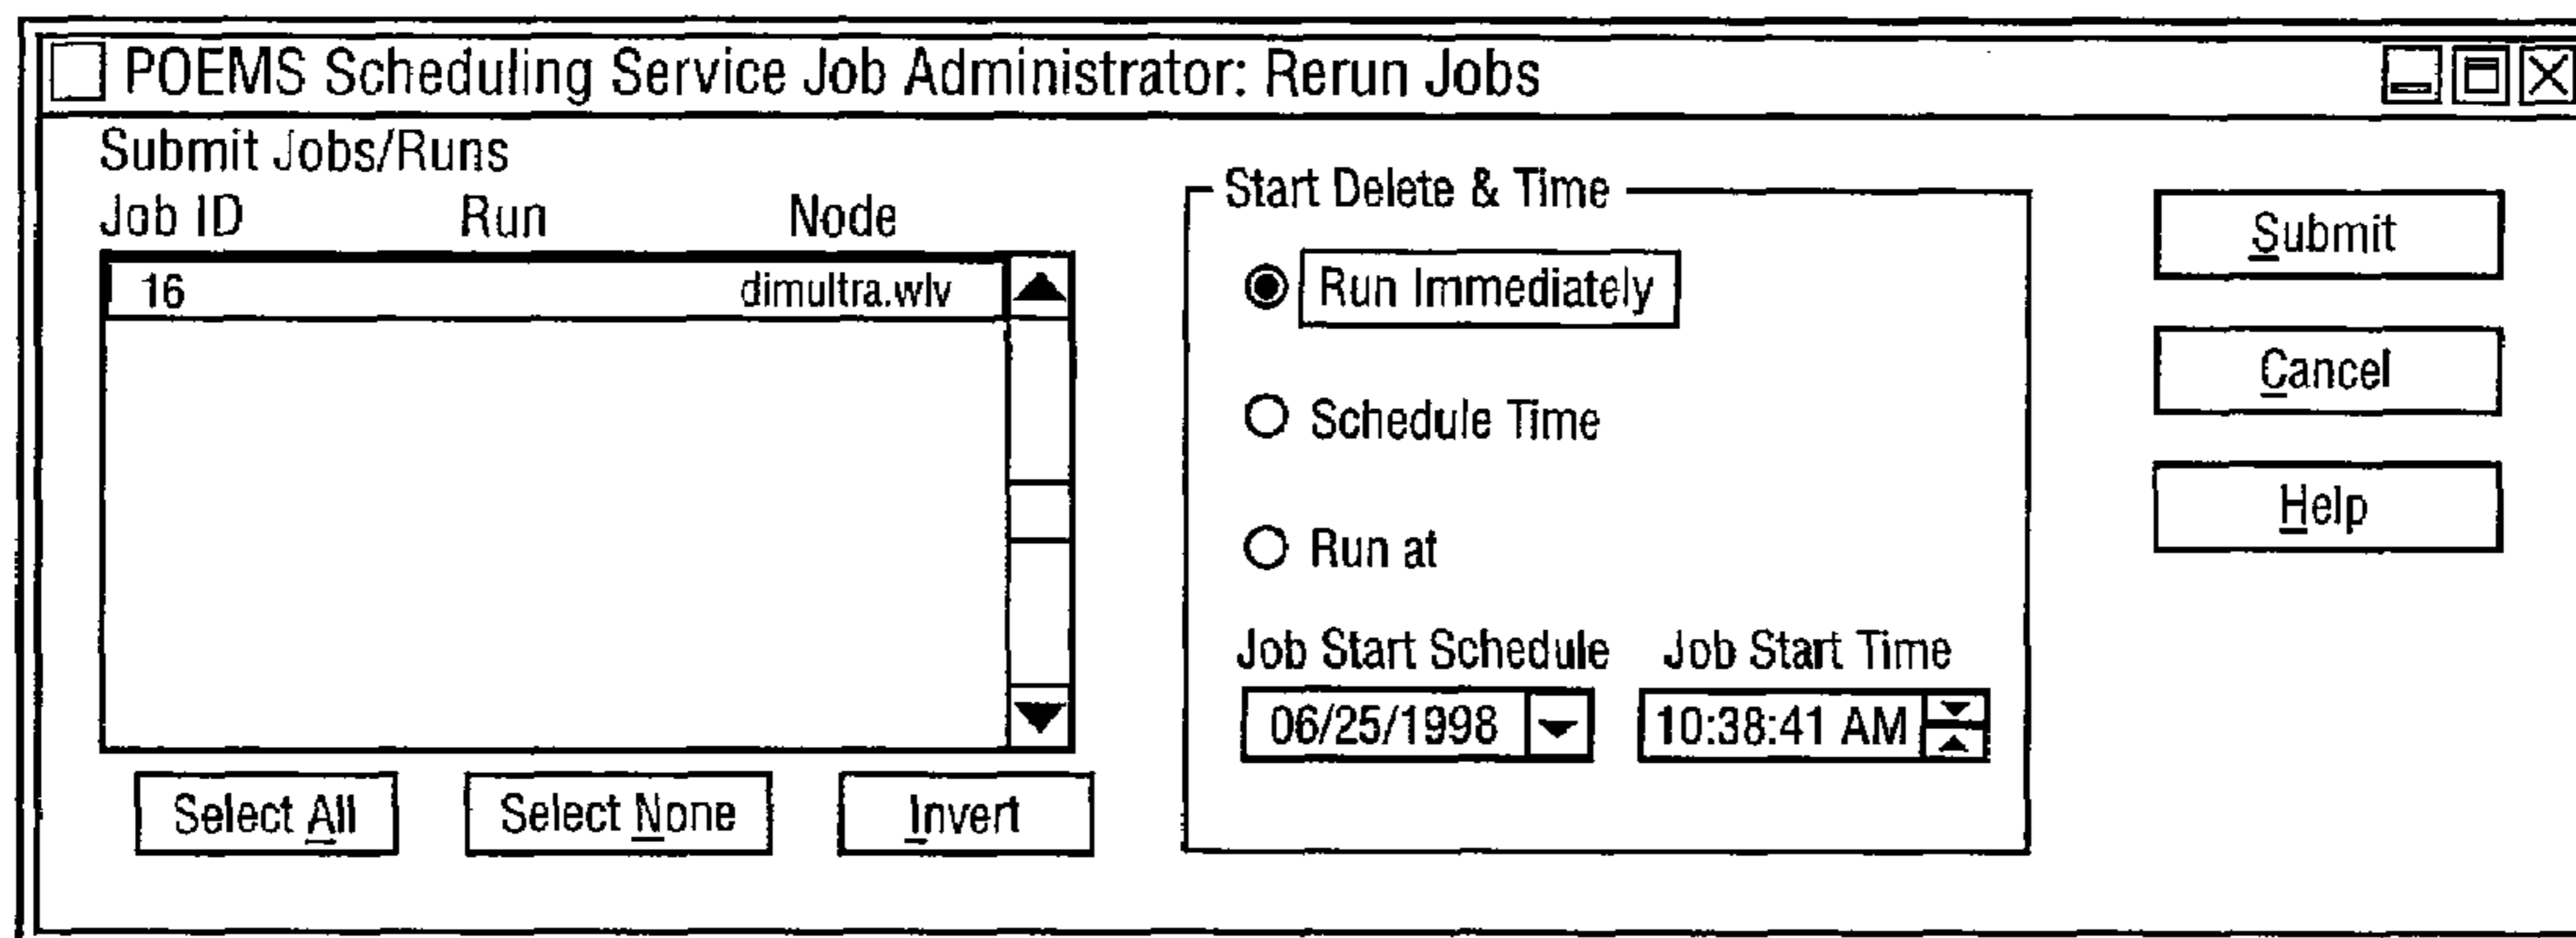 POEMS Scheduling Service Job Administrator: Rerun Jobs
Submit Jobs/Runs
Job ID Run Node
16 dimultra.wlv
Select All Select None Invert
Start Delete & Time
Run Immediately
Schedule Time
Run at
Job Start Schedule Job Start Time
06/25/1998 10:38:41 AM
Submit
Cancel
Help